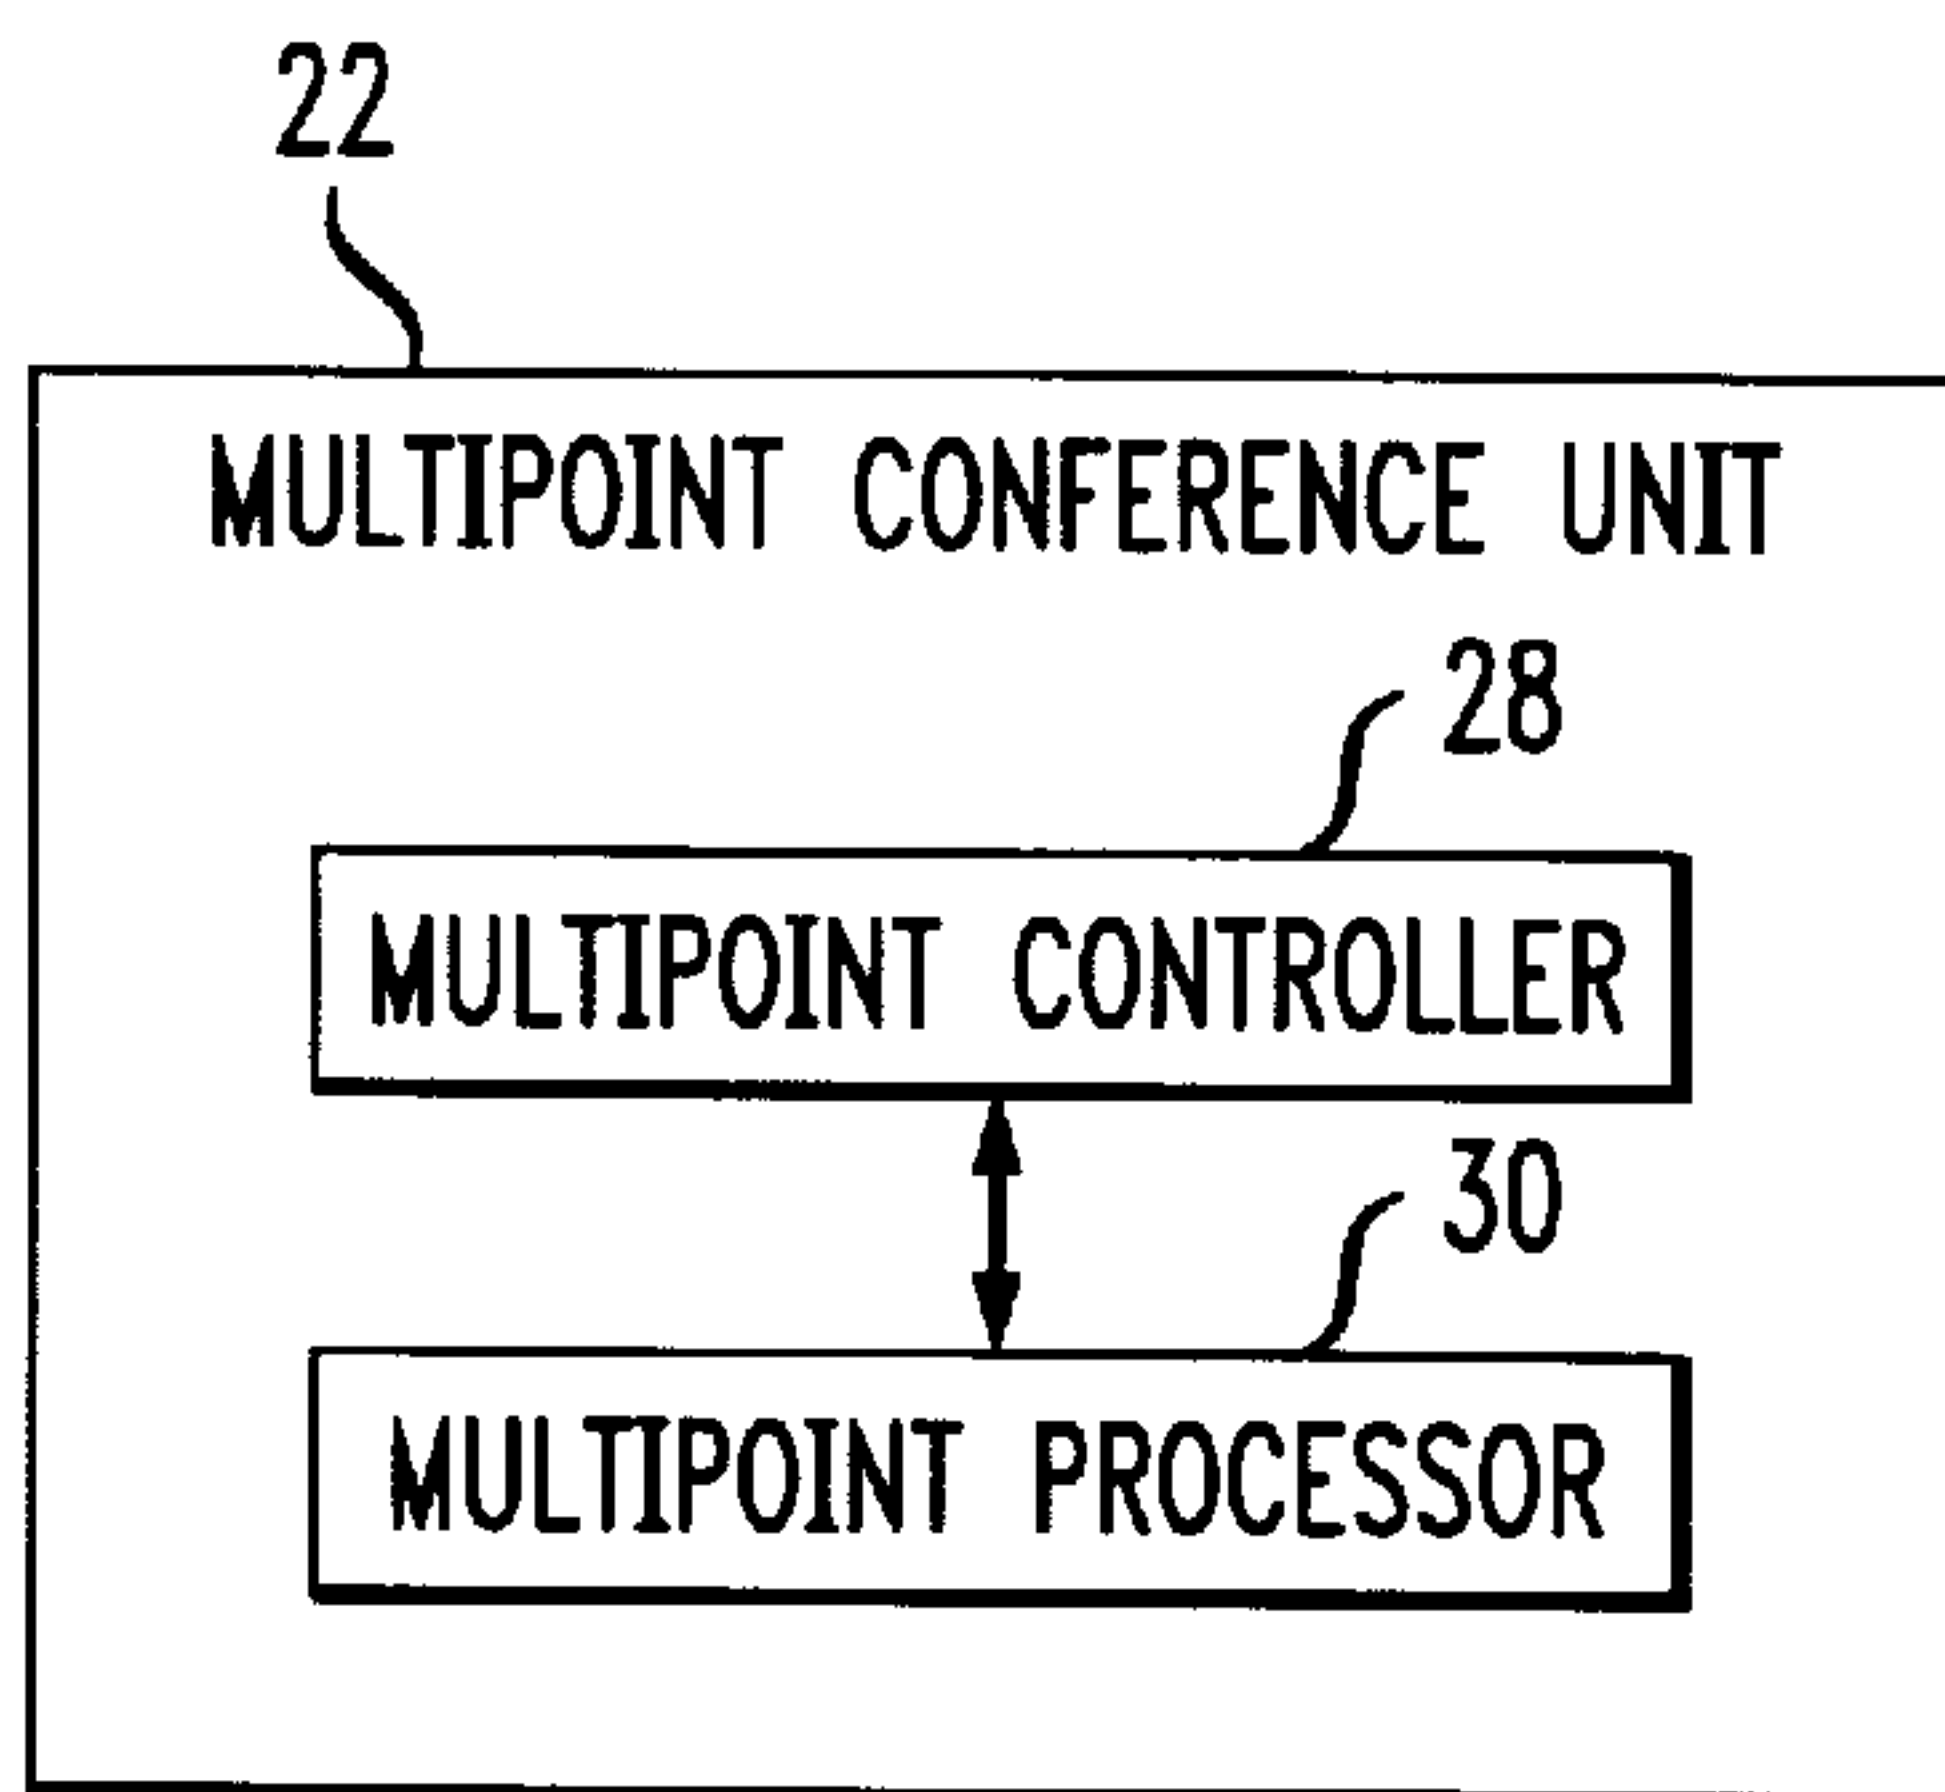 22
MULTIPOINT CONFERENCE UNIT
28
MULTIPOINT CONTROLLER
30
MULTIPOINT PROCESSOR